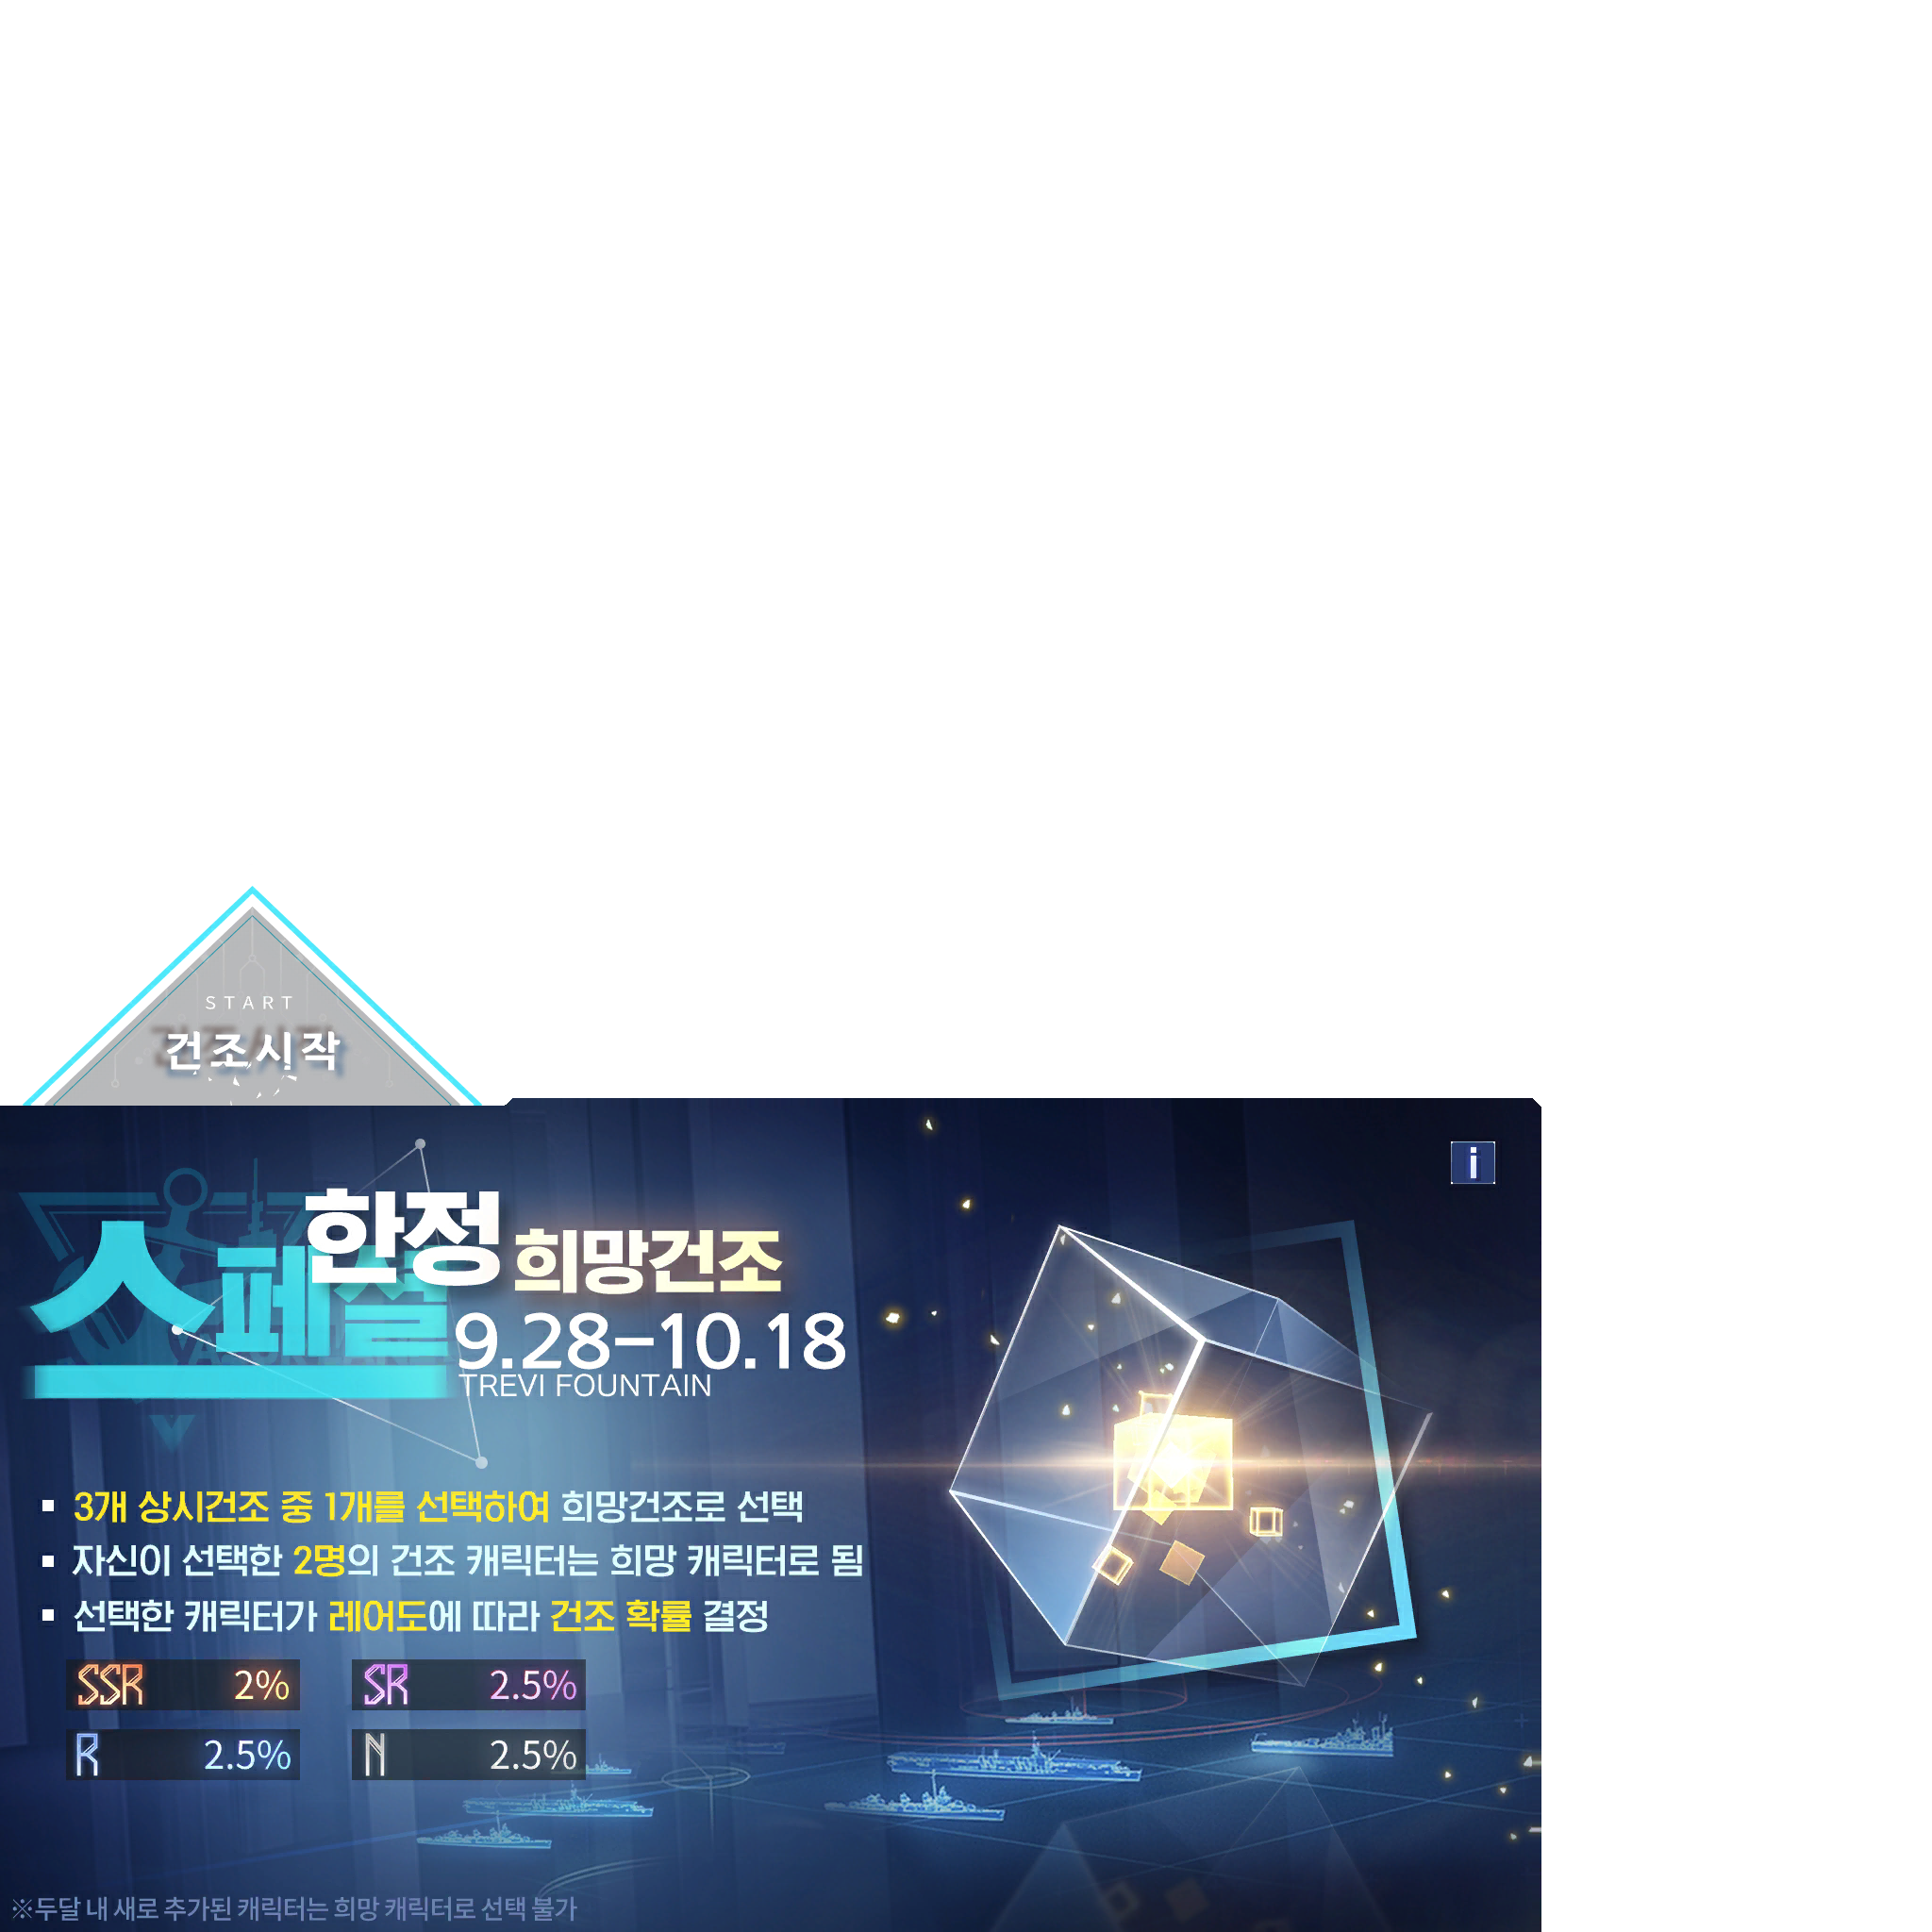 START
건조시작
스페셜
한정 희망건조
9.28-10.18
TREVI FOUNTAIN
3개 상시건조 중 1개를 선택하여 희망건조로 선택
자신이 선택한 2명의 건조 캐릭터는 희망 캐릭터로 됨
선택한 캐릭터가 레어도에 따라 건조 확률 결정
SSR 2%
SR 2.5%
R 2.5%
N 2.5%
※두달 내 새로 추가된 캐릭터는 희망 캐릭터로 선택 불가
i